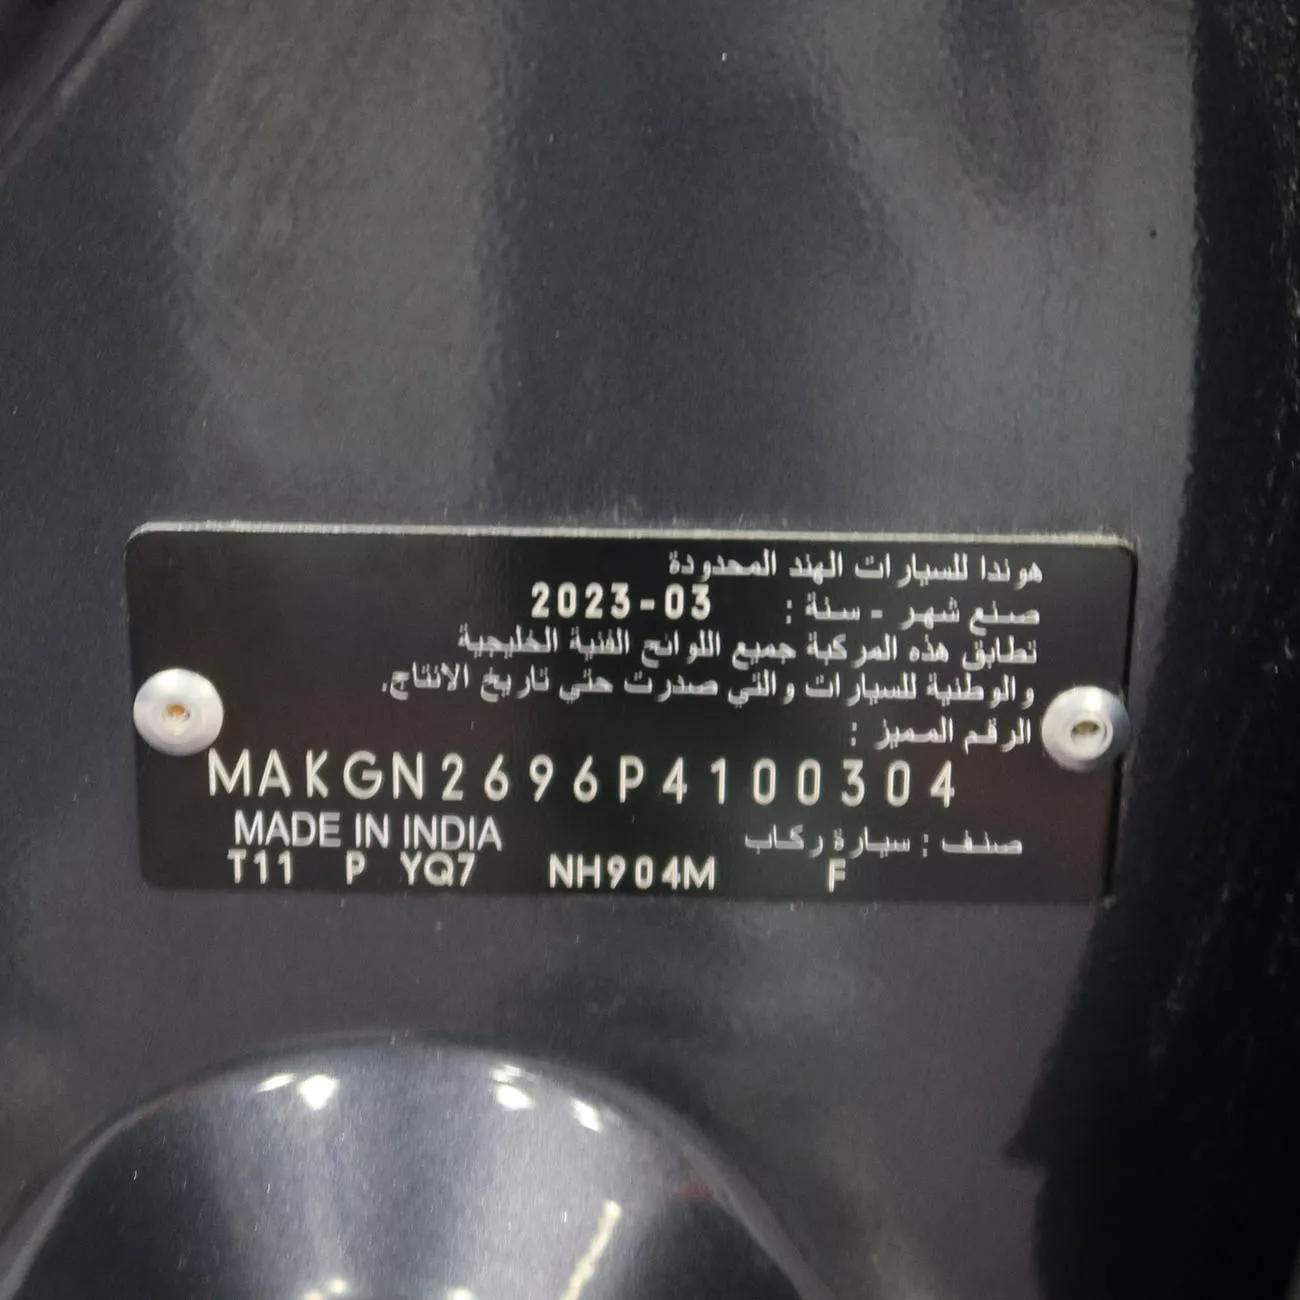 هوندا للسيارات الهند المحدودة
صنع شهر - سنة : 2023-03
تطابق هذه المركبة جميع اللوائح الفنية الخليجية
والوطنية للسيارات والتي صدرت حتي تاريخ الانتاج.
الرقم المميز :
MAKGN2696P4100304
MADE IN INDIA صنف : سيارة ركاب
T11 P YQ7 NH904M F